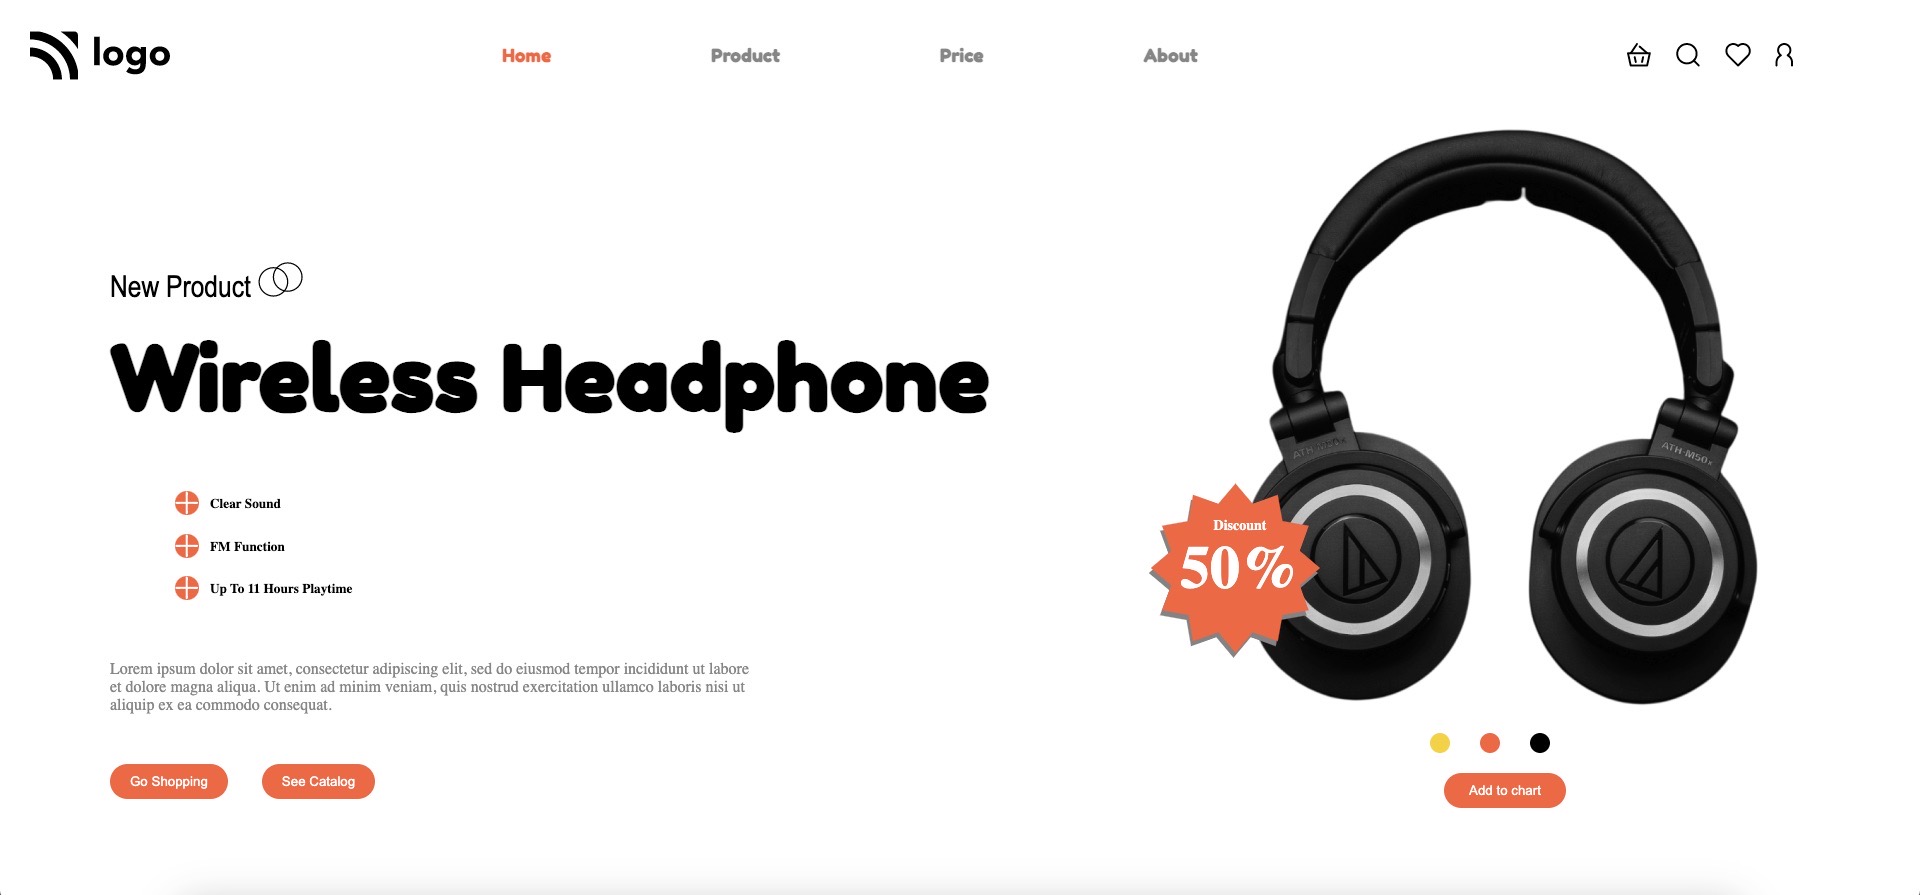 logo
Home
Product
Price
About
New Product
Wireless Headphone
Clear Sound
FM Function
Up To 11 Hours Playtime
Lorem ipsum dolor sit amet, consectetur adipiscing elit, sed do eiusmod tempor incididunt ut labore
et dolore magna aliqua. Ut enim ad minim veniam, quis nostrud exercitation ullamco laboris nisi ut
aliquip ex ea commodo consequat.
Go Shopping
See Catalog
ATH-M50x
ATH-M50x
Discount
50%
Add to chart